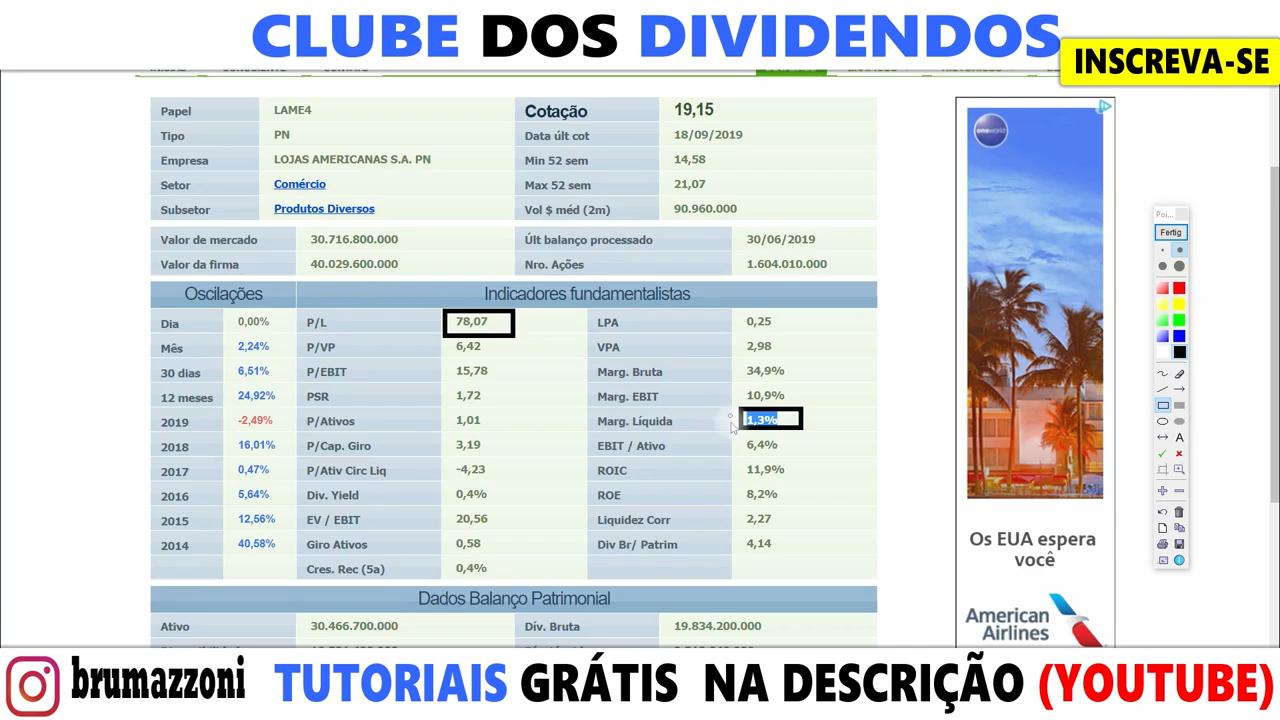 CLUBE DOS DIVIDENDOS
INSCREVA-SE
Papel LAME4 Cotação 19,15
Tipo PN Data últ cot 18/09/2019
Empresa LOJAS AMERICANAS S.A. PN Min 52 sem 14,58
Setor Comércio Max 52 sem 21,07
Subsetor Produtos Diversos Vol $ méd (2m) 90.960.000
Valor de mercado 30.716.800.000 Últ balanço processado 30/06/2019
Valor da firma 40.029.600.000 Nro. Ações 1.604.010.000
Oscilações Indicadores fundamentalistas
Dia 0,00% P/L 78,07 LPA 0,25
Mês 2,24% P/VP 6,42 VPA 2,98
30 dias 6,51% P/EBIT 15,78 Marg. Bruta 34,9%
12 meses 24,92% PSR 1,72 Marg. EBIT 10,9%
2019 -2,49% P/Ativos 1,01 Marg. Líquida 1,3%
2018 16,01% P/Cap. Giro 3,19 EBIT / Ativo 6,4%
2017 0,47% P/Ativ Circ Liq -4,23 ROIC 11,9%
2016 5,64% Div. Yield 0,4% ROE 8,2%
2015 12,56% EV / EBIT 20,56 Liquidez Corr 2,27
2014 40,58% Giro Ativos 0,58 Div Br/ Patrim 4,14
Cres. Rec (5a) 0,4%
Dados Balanço Patrimonial
Ativo 30.466.700.000 Dív. Bruta 19.834.200.000
oneworld
Os EUA espera
você
American
Airlines
Poi...
Fertig
A
brumazzoni TUTORIAIS GRÁTIS NA DESCRIÇÃO (YOUTUBE)